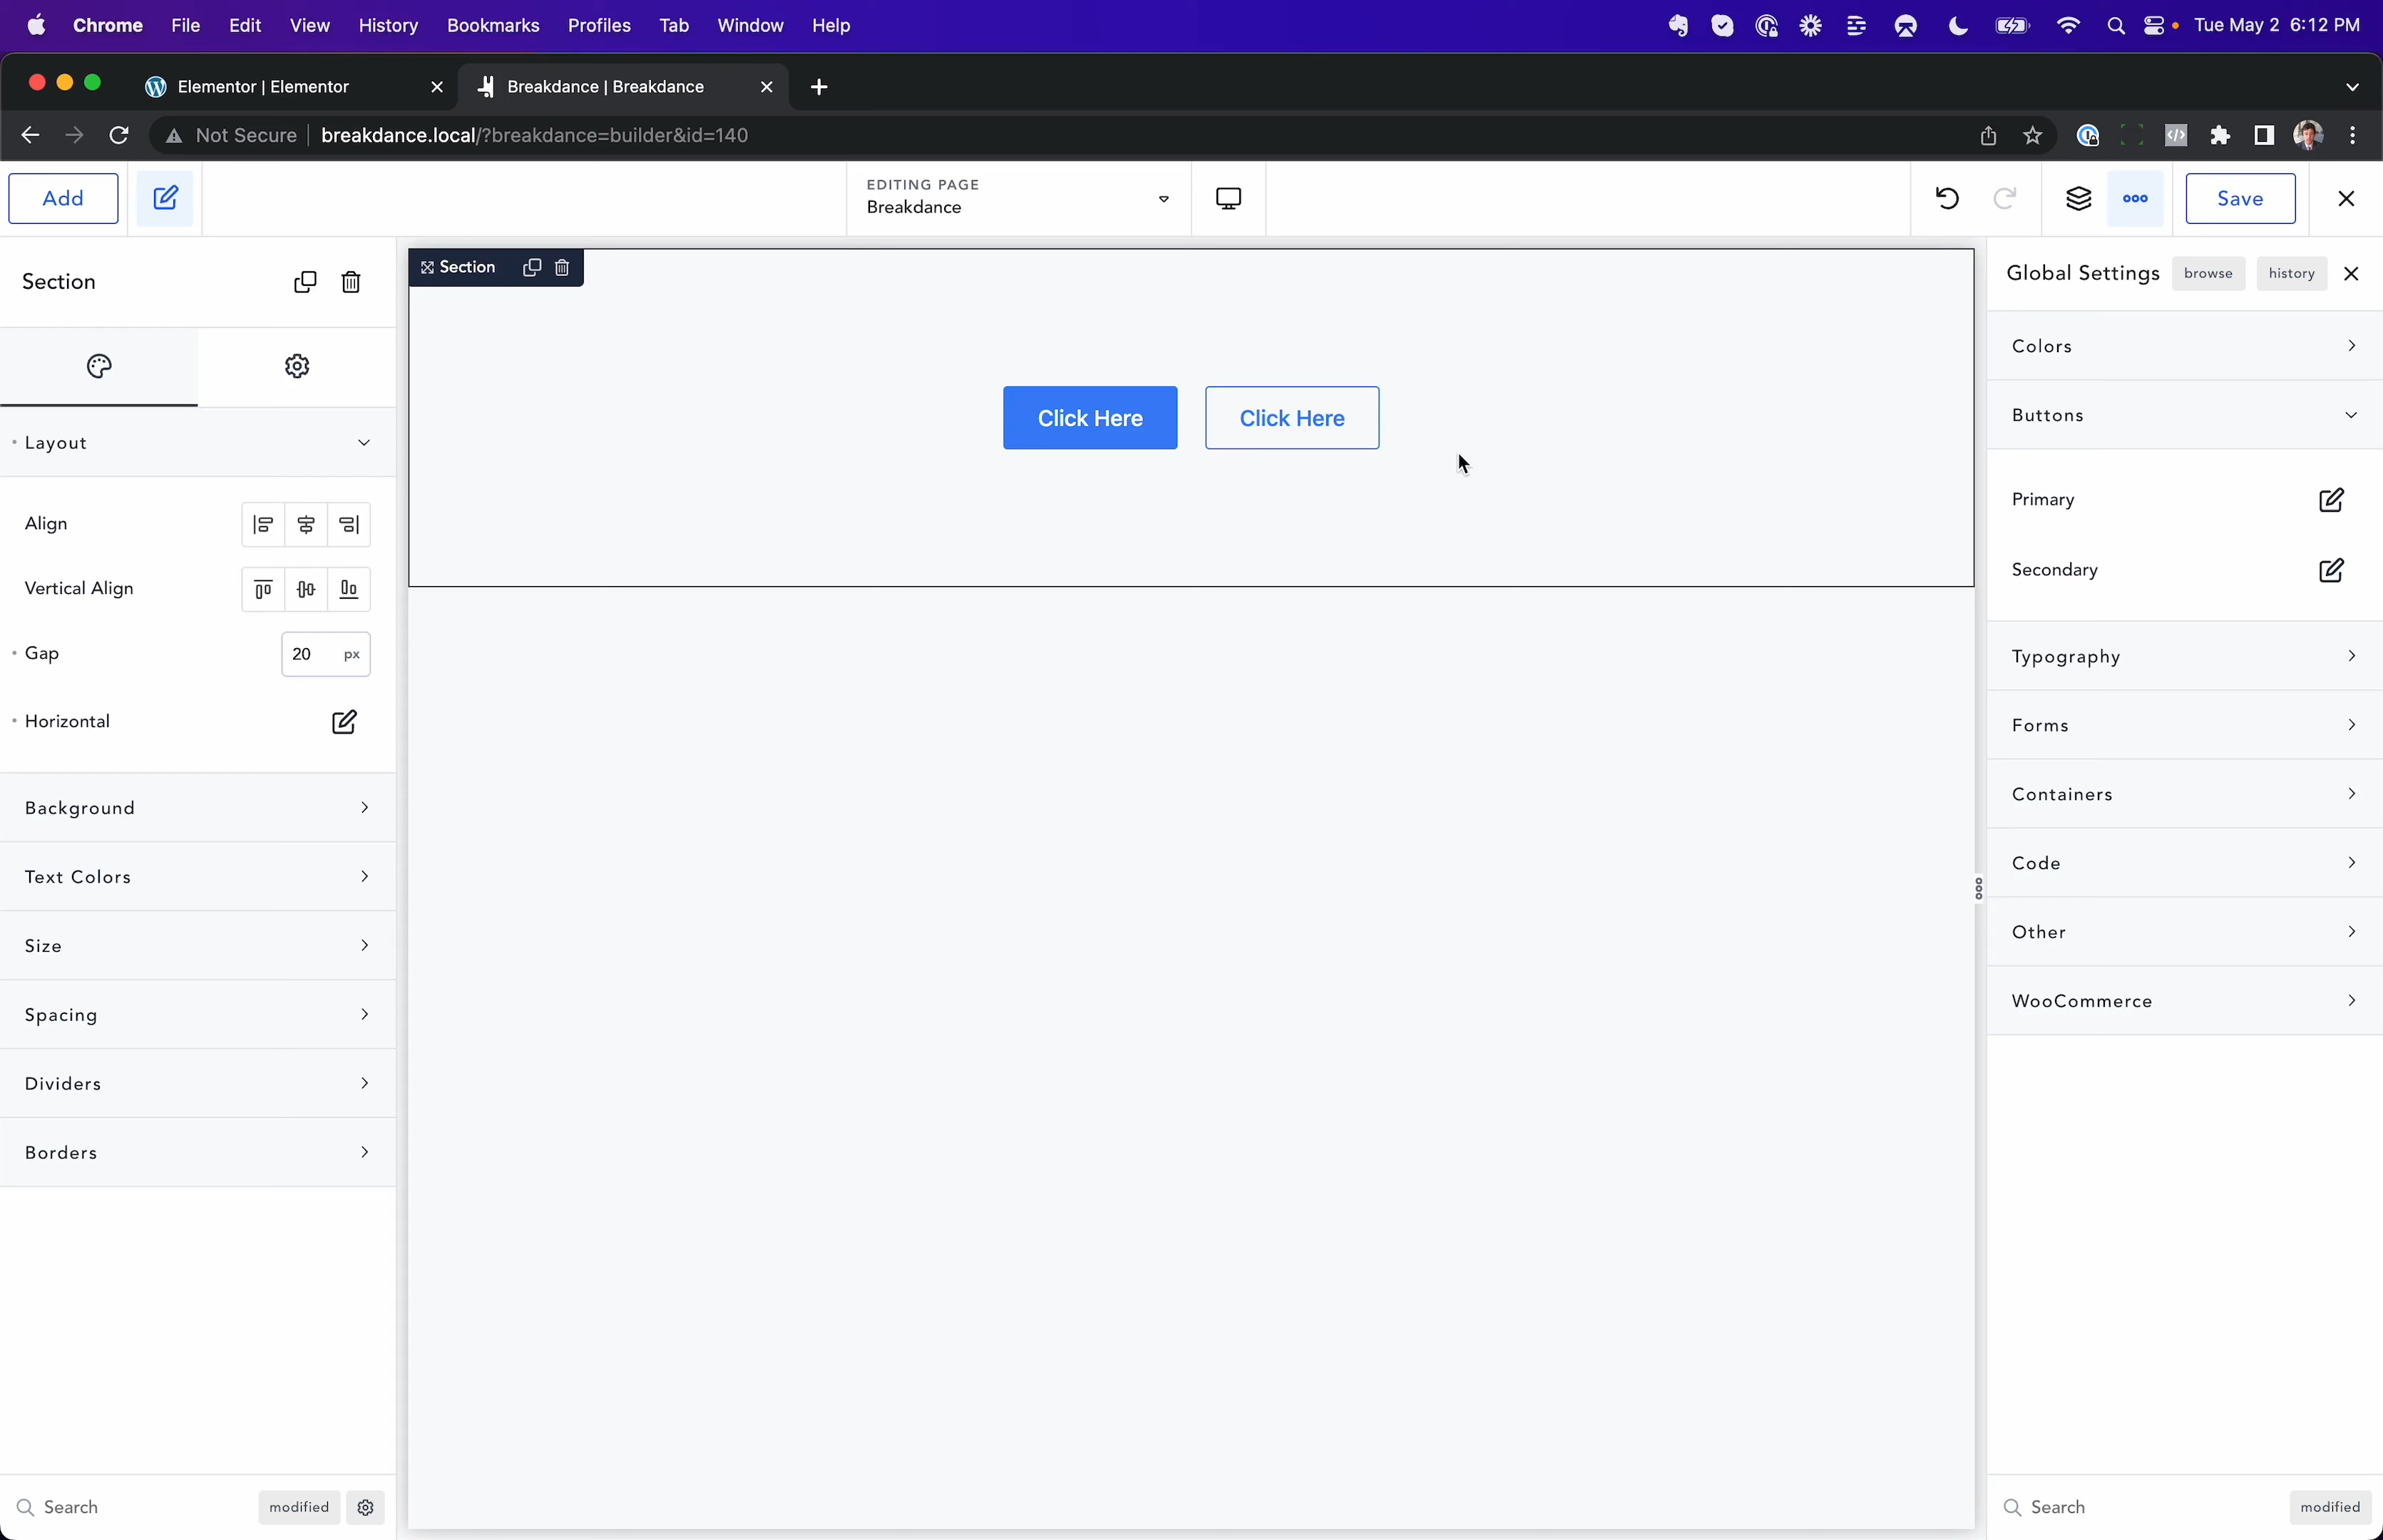 Chrome File Edit View History Bookmarks Profiles Tab Window Help Tue May 2 6:12 PM
Elementor | Elementor Breakdance | Breakdance
Not Secure breakdance.local/?breakdance=builder&id=140
Add EDITING PAGE Save
Breakdance
Section
Layout
Align
Vertical Align
Gap 20 px
Horizontal
Background
Text Colors
Size
Spacing
Dividers
Borders
Search modified
Section
Click Here Click Here
Global Settings browse history
Colors
Buttons
Primary
Secondary
Typography
Forms
Containers
Code
Other
WooCommerce
Search modified